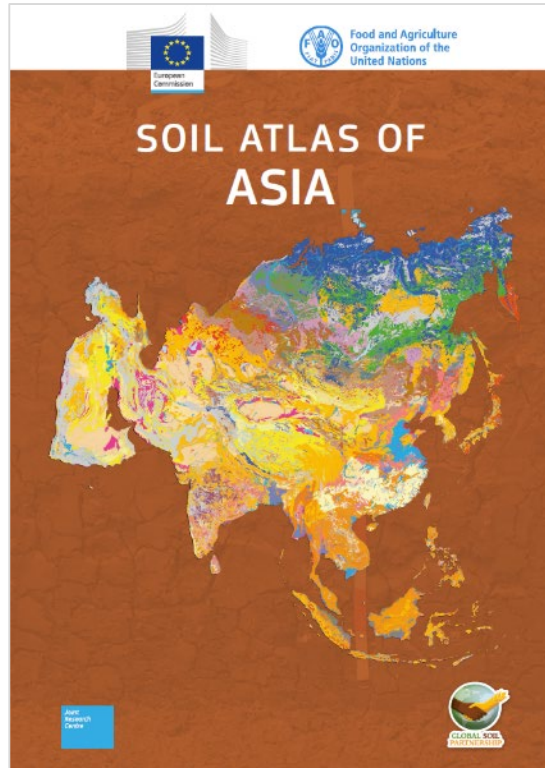 European
Commission
FAO
Food and Agriculture
Organization of the
United Nations
SOIL ATLAS OF
ASIA
Joint
Research
Centre
GLOBAL SOIL
PARTNERSHIP